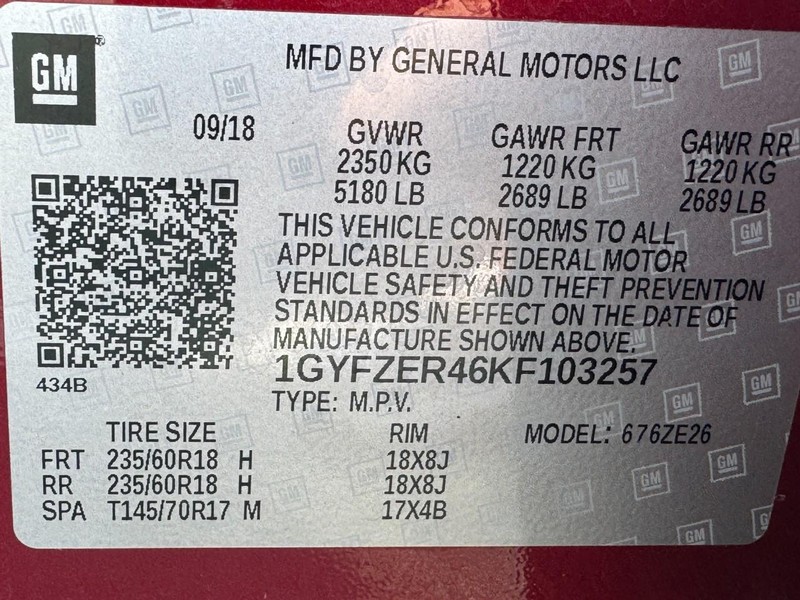 GM
MFD BY GENERAL MOTORS LLC
09/18 GVWR GAWR FRT GAWR RR
2350 KG 1220 KG 1220 KG
5180 LB 2689 LB 2689 LB
THIS VEHICLE CONFORMS TO ALL
APPLICABLE U.S. FEDERAL MOTOR
VEHICLE SAFETY AND THEFT PREVENTION
STANDARDS IN EFFECT ON THE DATE OF
MANUFACTURE SHOWN ABOVE.
434B
1GYFZER46KF103257
TYPE: M.P.V.
TIRE SIZE RIM MODEL: 676ZE26
FRT 235/60R18 H 18X8J
RR 235/60R18 H 18X8J
SPA T145/70R17 M 17X4B